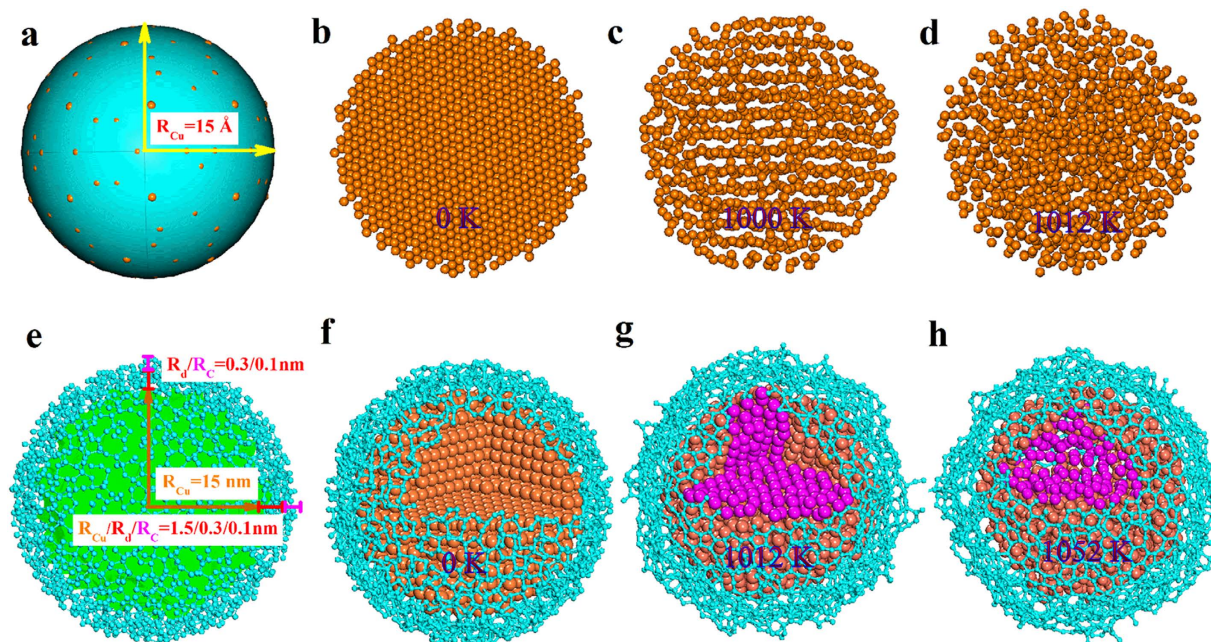 a
b
c
d
R_Cu=15 Å
0 K
1000 K
1012 K
e
f
g
h
R_d/R_C=0.3/0.1nm
R_Cu=15 nm
R_Cu/R_d/R_C=1.5/0.3/0.1nm
0 K
1012 K
1052 K